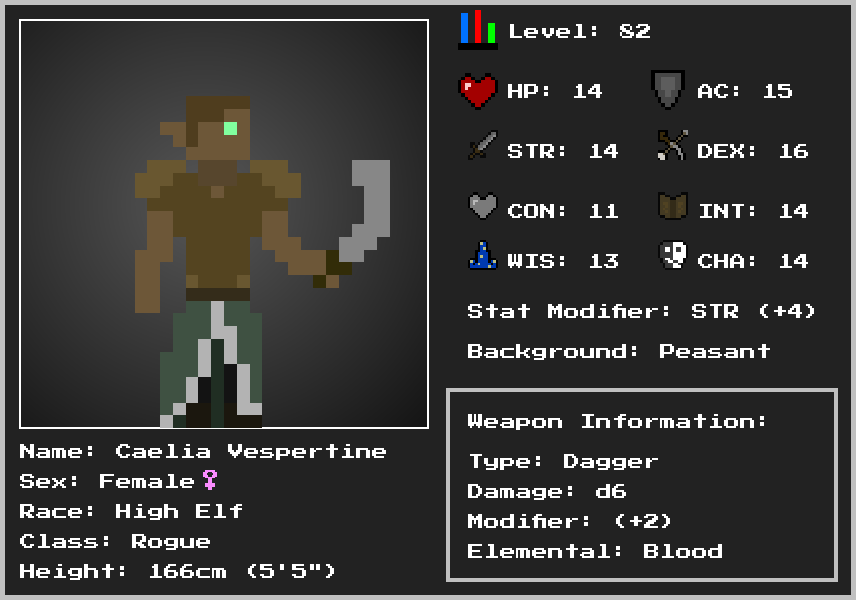 Level: 82
HP: 14
AC: 15
STR: 14
DEX: 16
CON: 11
INT: 14
WIS: 13
CHA: 14
Stat Modifier: STR (+4)
Background: Peasant
Weapon Information:
Type: Dagger
Damage: d6
Modifier: (+2)
Elemental: Blood
Name: Caelia Vespertine
Sex: Female♀
Race: High Elf
Class: Rogue
Height: 166cm (5'5")